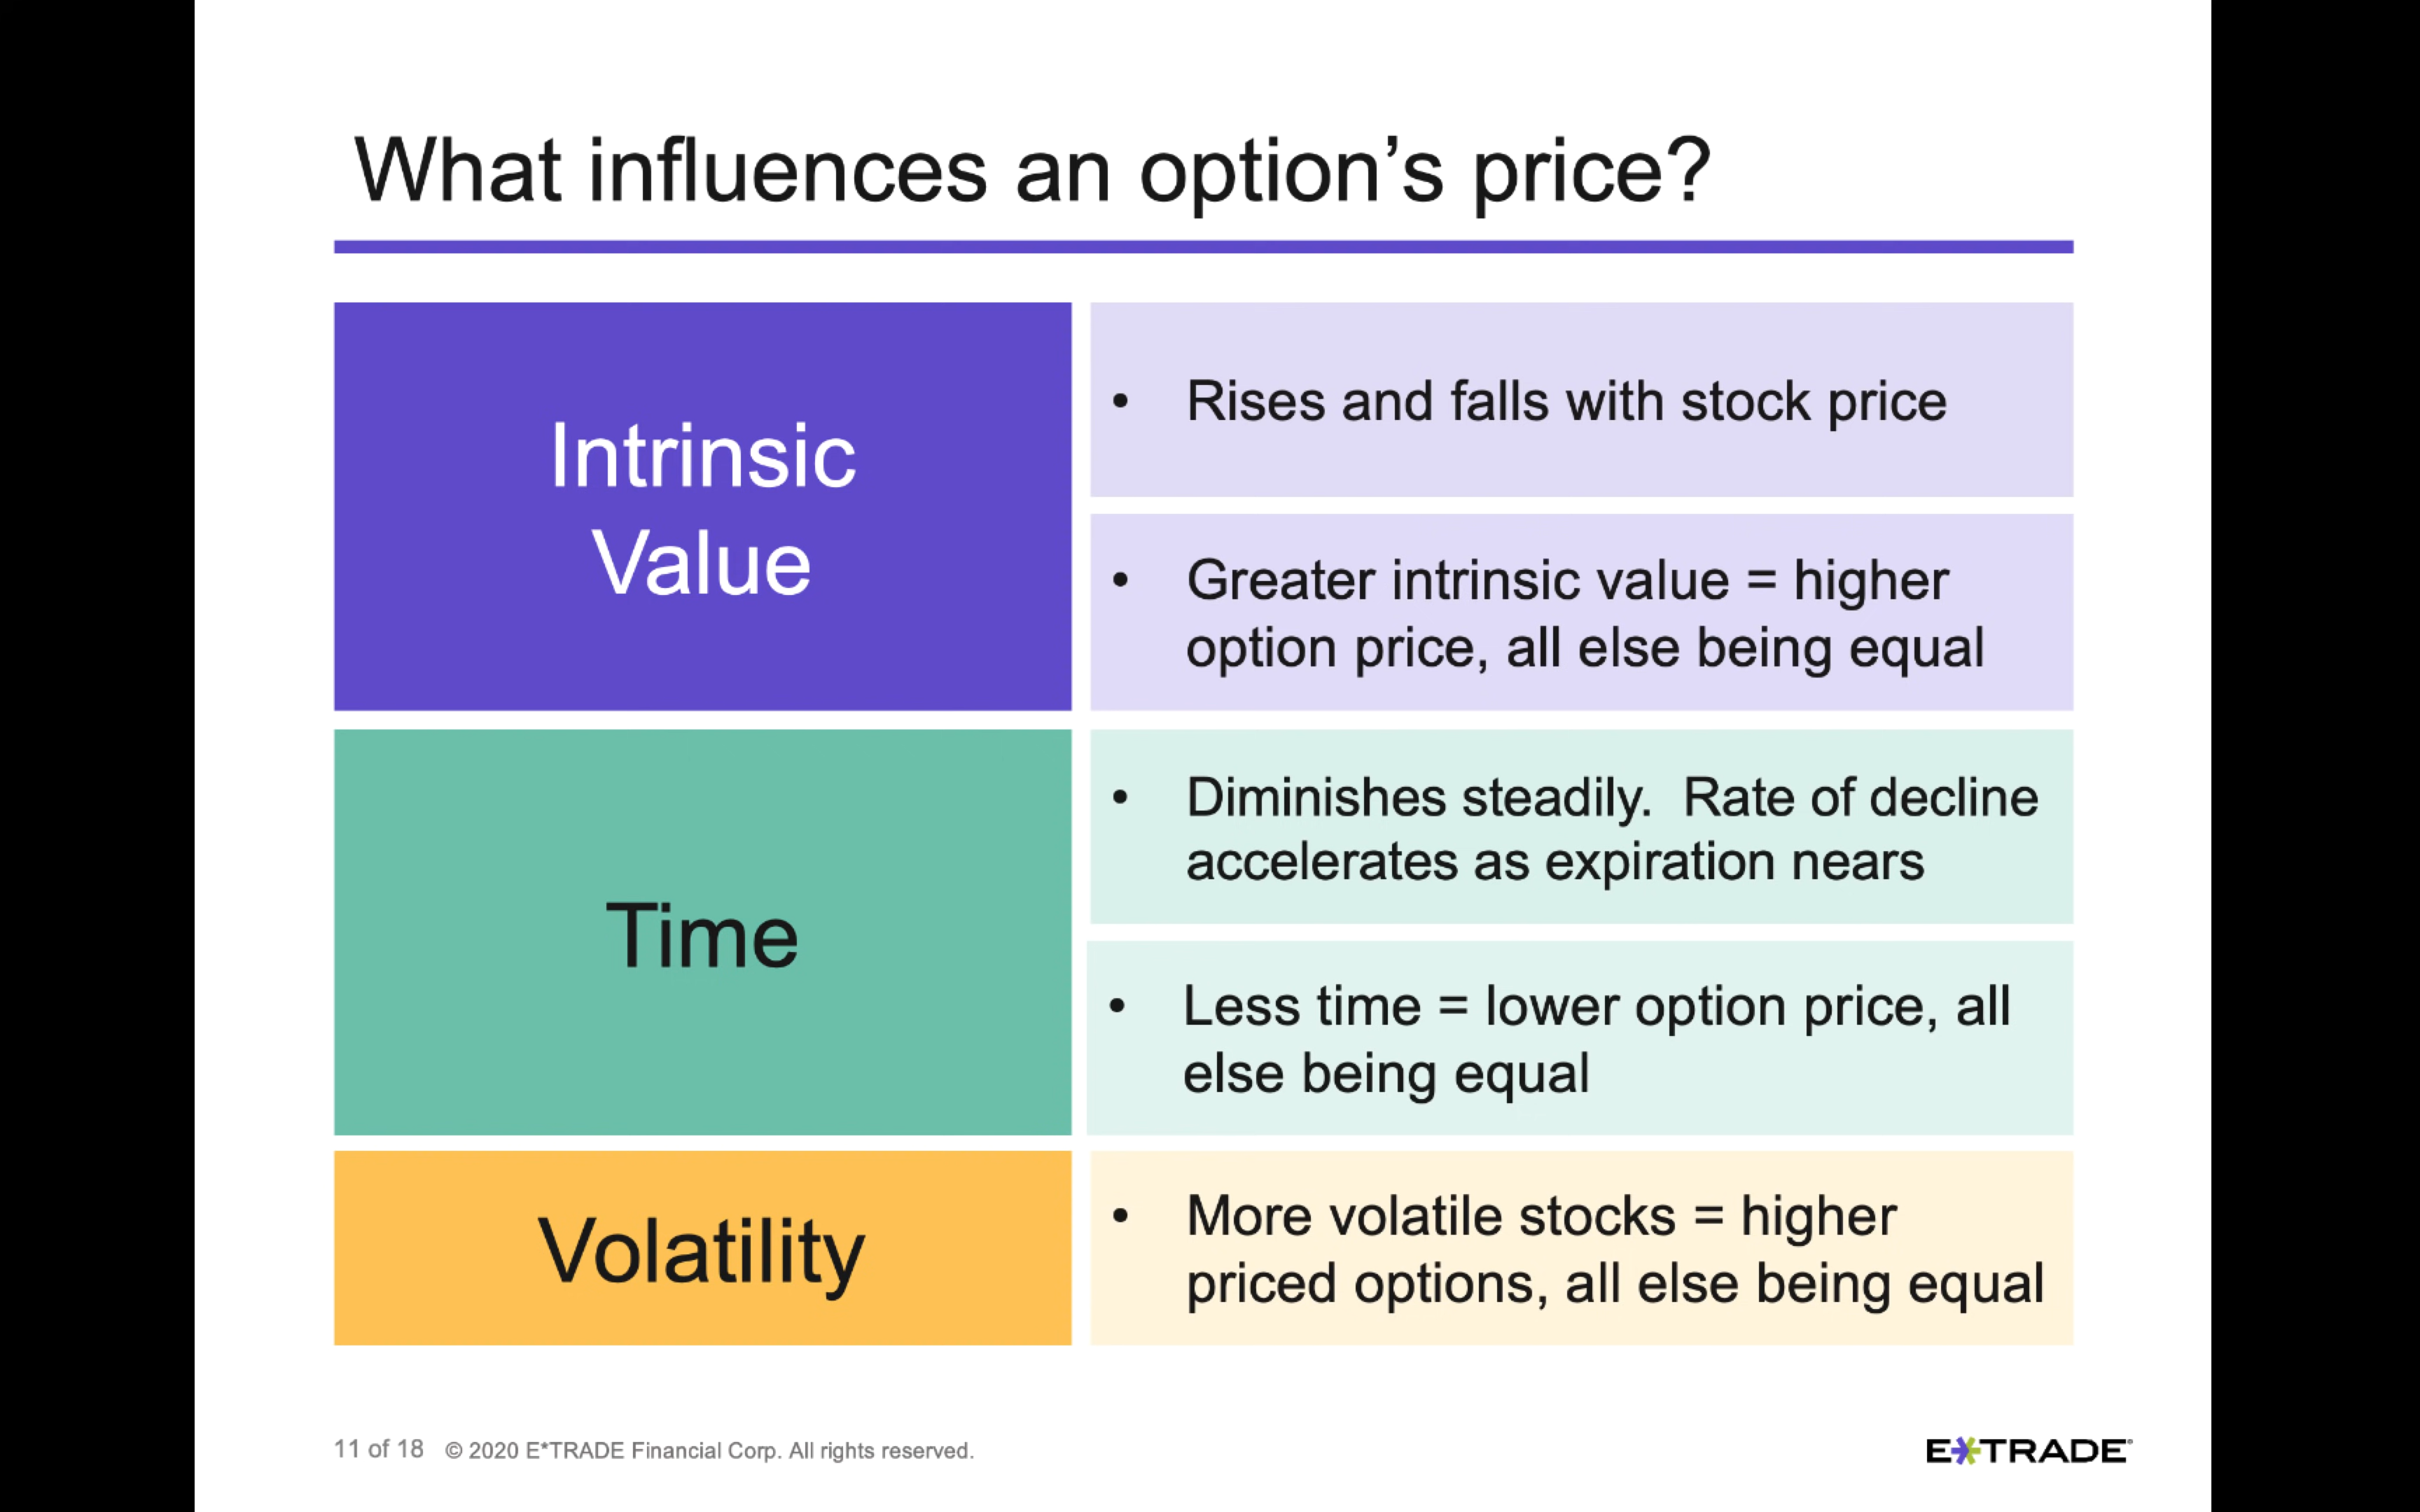 What influences an option’s price?
Intrinsic
Value
• Rises and falls with stock price
• Greater intrinsic value = higher
option price, all else being equal
Time
• Diminishes steadily.  Rate of decline
accelerates as expiration nears
• Less time = lower option price, all
else being equal
Volatility
• More volatile stocks = higher
priced options, all else being equal
11 of 18 © 2020 E*TRADE Financial Corp. All rights reserved.
E*TRADE®